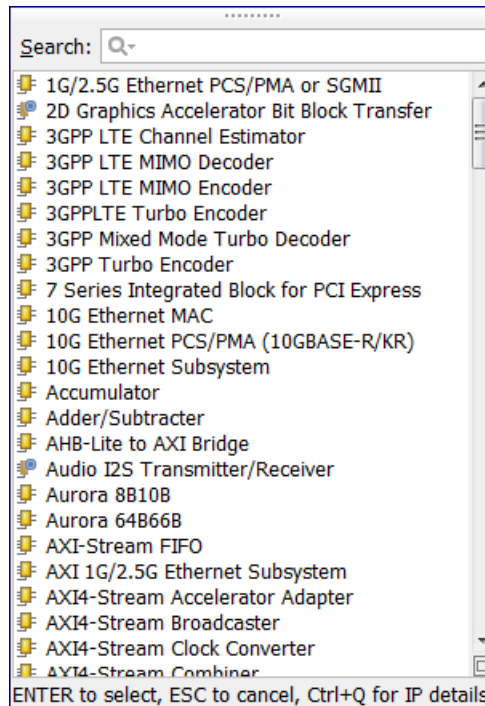 Search:
1G/2.5G Ethernet PCS/PMA or SGMII
2D Graphics Accelerator Bit Block Transfer
3GPP LTE Channel Estimator
3GPP LTE MIMO Decoder
3GPP LTE MIMO Encoder
3GPPLTE Turbo Encoder
3GPP Mixed Mode Turbo Decoder
3GPP Turbo Encoder
7 Series Integrated Block for PCI Express
10G Ethernet MAC
10G Ethernet PCS/PMA (10GBASE-R/KR)
10G Ethernet Subsystem
Accumulator
Adder/Subtracter
AHB-Lite to AXI Bridge
Audio I2S Transmitter/Receiver
Aurora 8B10B
Aurora 64B66B
AXI-Stream FIFO
AXI 1G/2.5G Ethernet Subsystem
AXI4-Stream Accelerator Adapter
AXI4-Stream Broadcaster
AXI4-Stream Clock Converter
AXI4-Stream Combiner
ENTER to select, ESC to cancel, Ctrl+Q for IP details